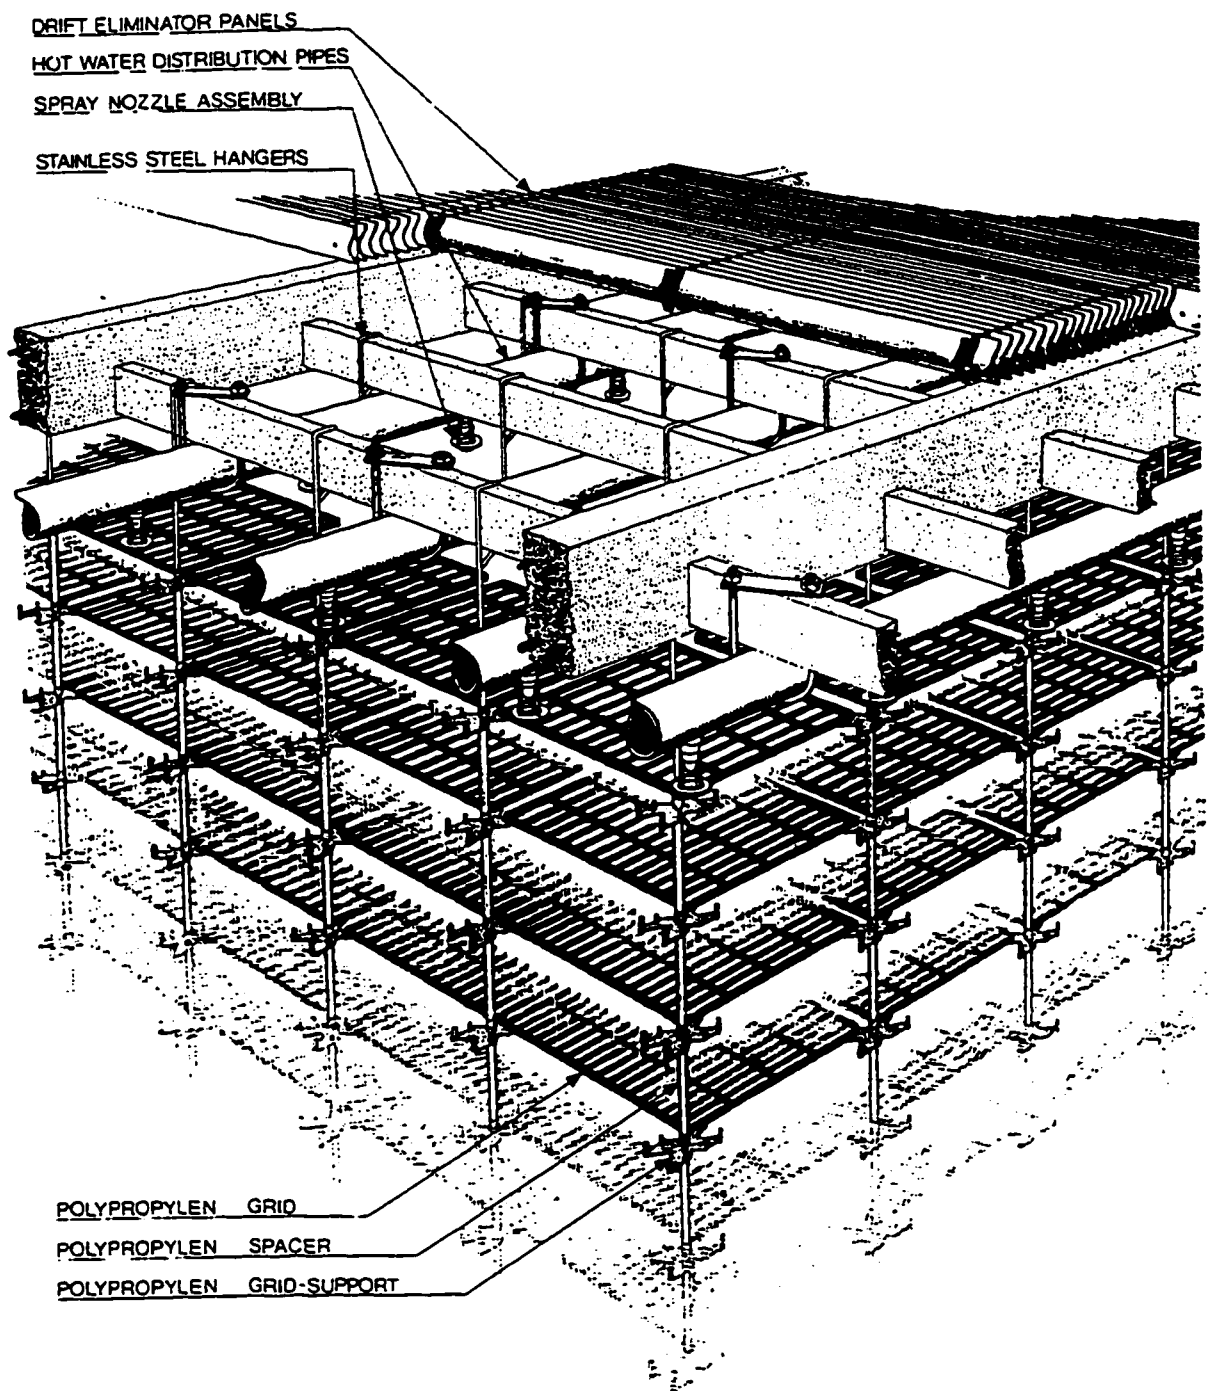 DRIFT ELIMINATOR PANELS
HOT WATER DISTRIBUTION PIPES
SPRAY NOZZLE ASSEMBLY
STAINLESS STEEL HANGERS
POLYPROPYLEN GRID
POLYPROPYLEN SPACER
POLYPROPYLEN GRID-SUPPORT